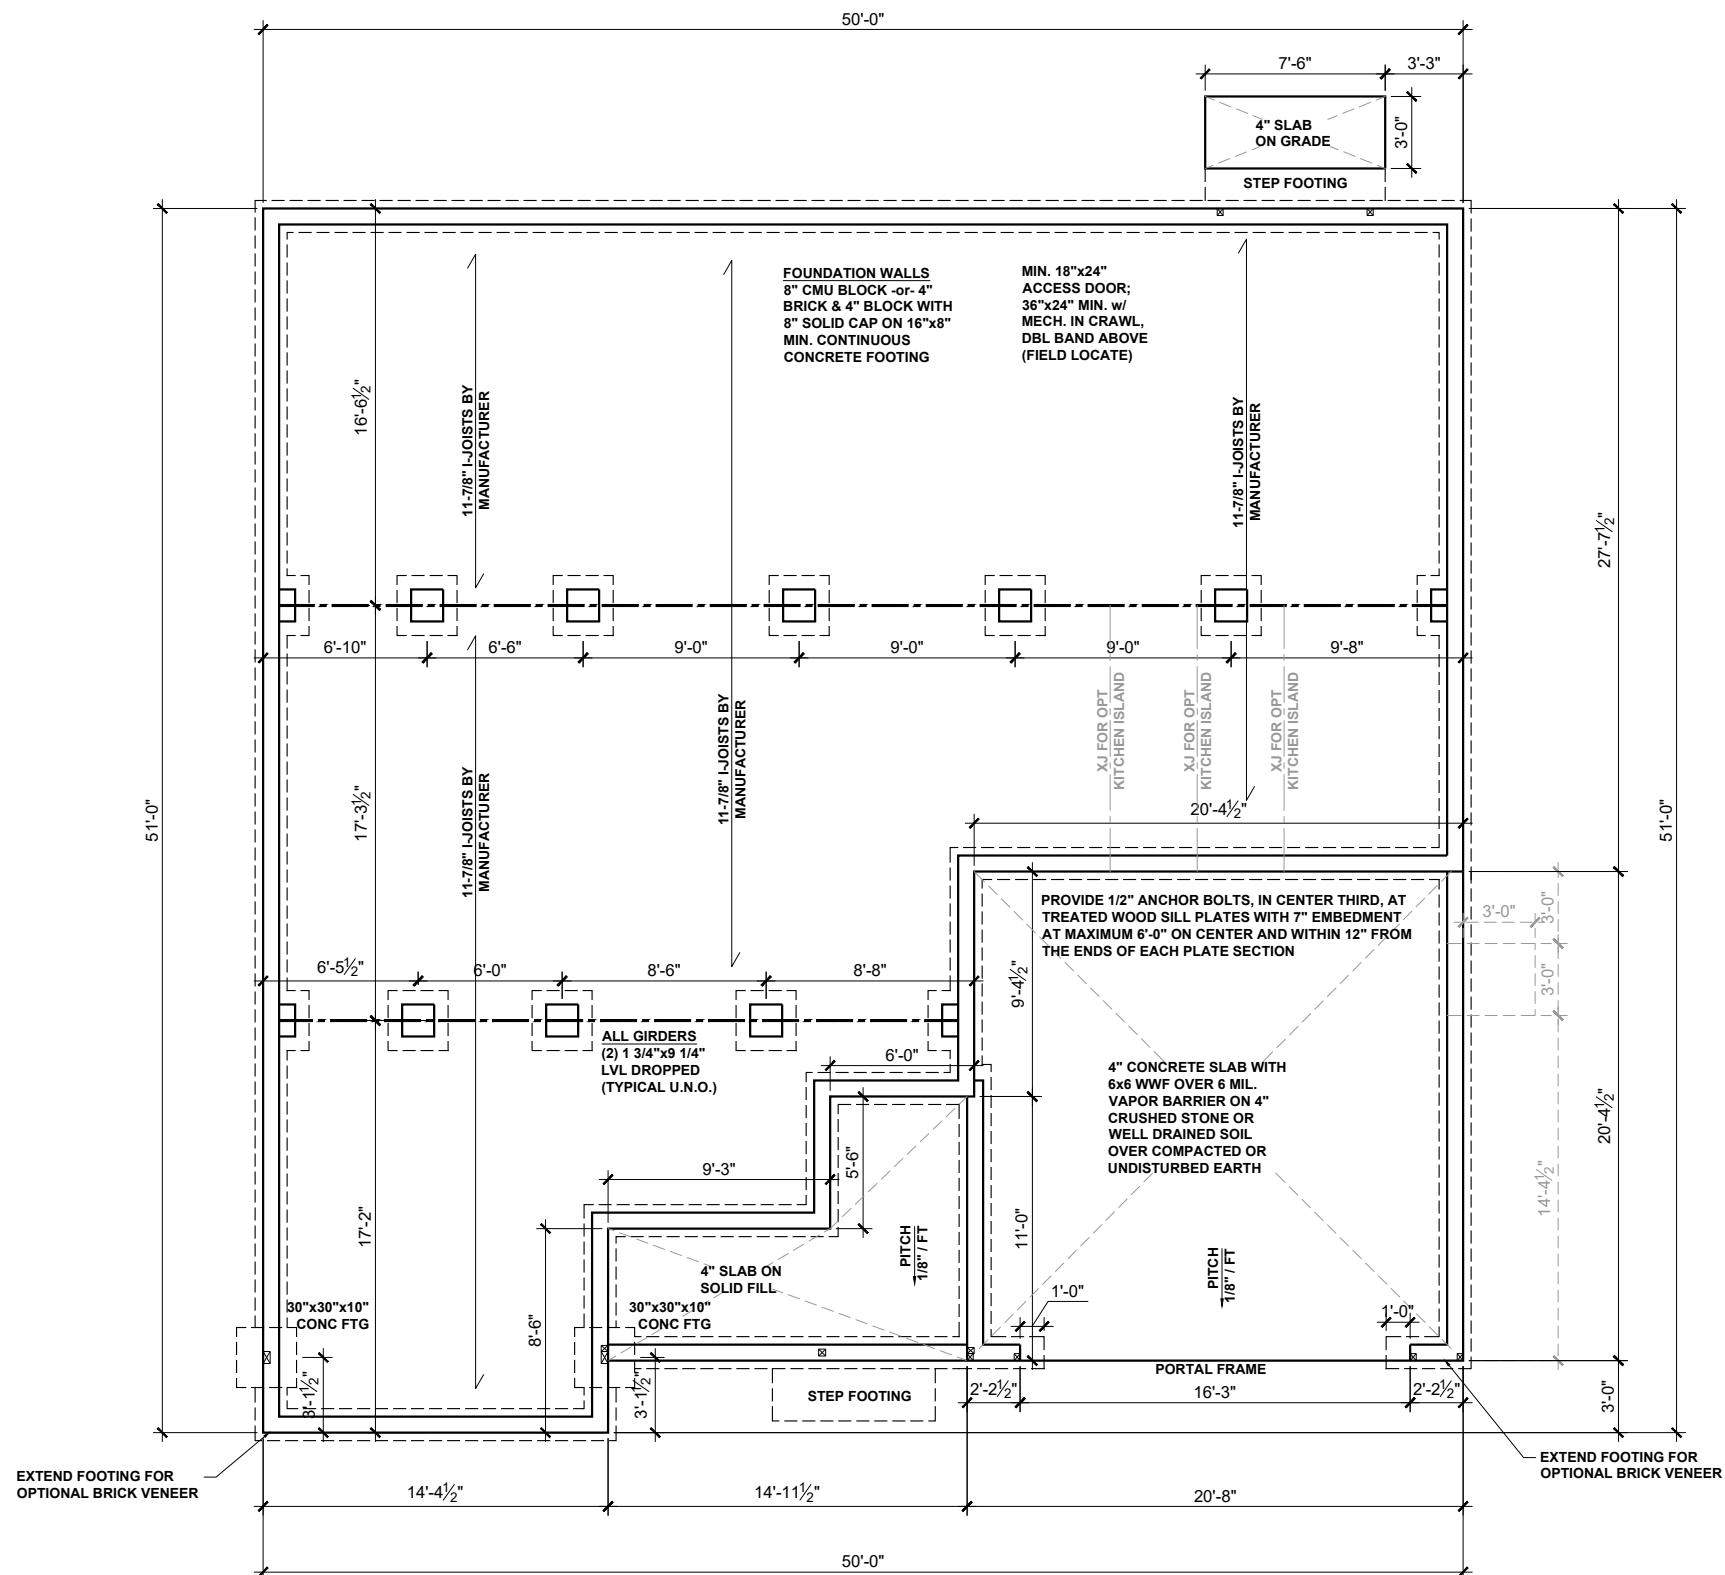 50'-0"
7'-6"
3'-3"
4" SLAB
ON GRADE
3'-0"
STEP FOOTING
FOUNDATION WALLS
8" CMU BLOCK -or- 4"
BRICK & 4" BLOCK WITH
8" SOLID CAP ON 16"x8"
MIN. CONTINUOUS
CONCRETE FOOTING
MIN. 18"x24"
ACCESS DOOR;
36"x24" MIN. w/
MECH. IN CRAWL,
DBL BAND ABOVE
(FIELD LOCATE)
16'-6½"
11-7/8" I-JOISTS BY
MANUFACTURER
11-7/8" I-JOISTS BY
MANUFACTURER
27'-7½"
6'-10"
6'-6"
9'-0"
9'-0"
9'-0"
9'-8"
XJ FOR OPT
KITCHEN ISLAND
XJ FOR OPT
KITCHEN ISLAND
XJ FOR OPT
KITCHEN ISLAND
51'-0"
17'-3½"
11-7/8" I-JOISTS BY
MANUFACTURER
11-7/8" I-JOISTS BY
MANUFACTURER
20'-4½"
51'-0"
PROVIDE 1/2" ANCHOR BOLTS, IN CENTER THIRD, AT
TREATED WOOD SILL PLATES WITH 7" EMBEDMENT
AT MAXIMUM 6'-0" ON CENTER AND WITHIN 12" FROM
THE ENDS OF EACH PLATE SECTION
3'-0"
3'-0"
3'-0"
6'-5½"
6'-0"
8'-6"
8'-8"
9'-4½"
ALL GIRDERS
(2) 1 3/4"x9 1/4"
LVL DROPPED
(TYPICAL U.N.O.)
6'-0"
4" CONCRETE SLAB WITH
6x6 WWF OVER 6 MIL.
VAPOR BARRIER ON 4"
CRUSHED STONE OR
WELL DRAINED SOIL
OVER COMPACTED OR
UNDISTURBED EARTH
20'-4½"
14'-4½"
9'-3"
5'-6"
17'-2"
11'-0"
PITCH
1/8" / FT
PITCH
1/8" / FT
4" SLAB ON
SOLID FILL
30"x30"x10"
CONC FTG
30"x30"x10"
CONC FTG
8'-6"
1'-0"
1'-0"
PORTAL FRAME
3'-1½"
3'-1½"
STEP FOOTING
2'-2½"
16'-3"
2'-2½"
3'-0"
EXTEND FOOTING FOR
OPTIONAL BRICK VENEER
EXTEND FOOTING FOR
OPTIONAL BRICK VENEER
14'-4½"
14'-11½"
20'-8"
50'-0"